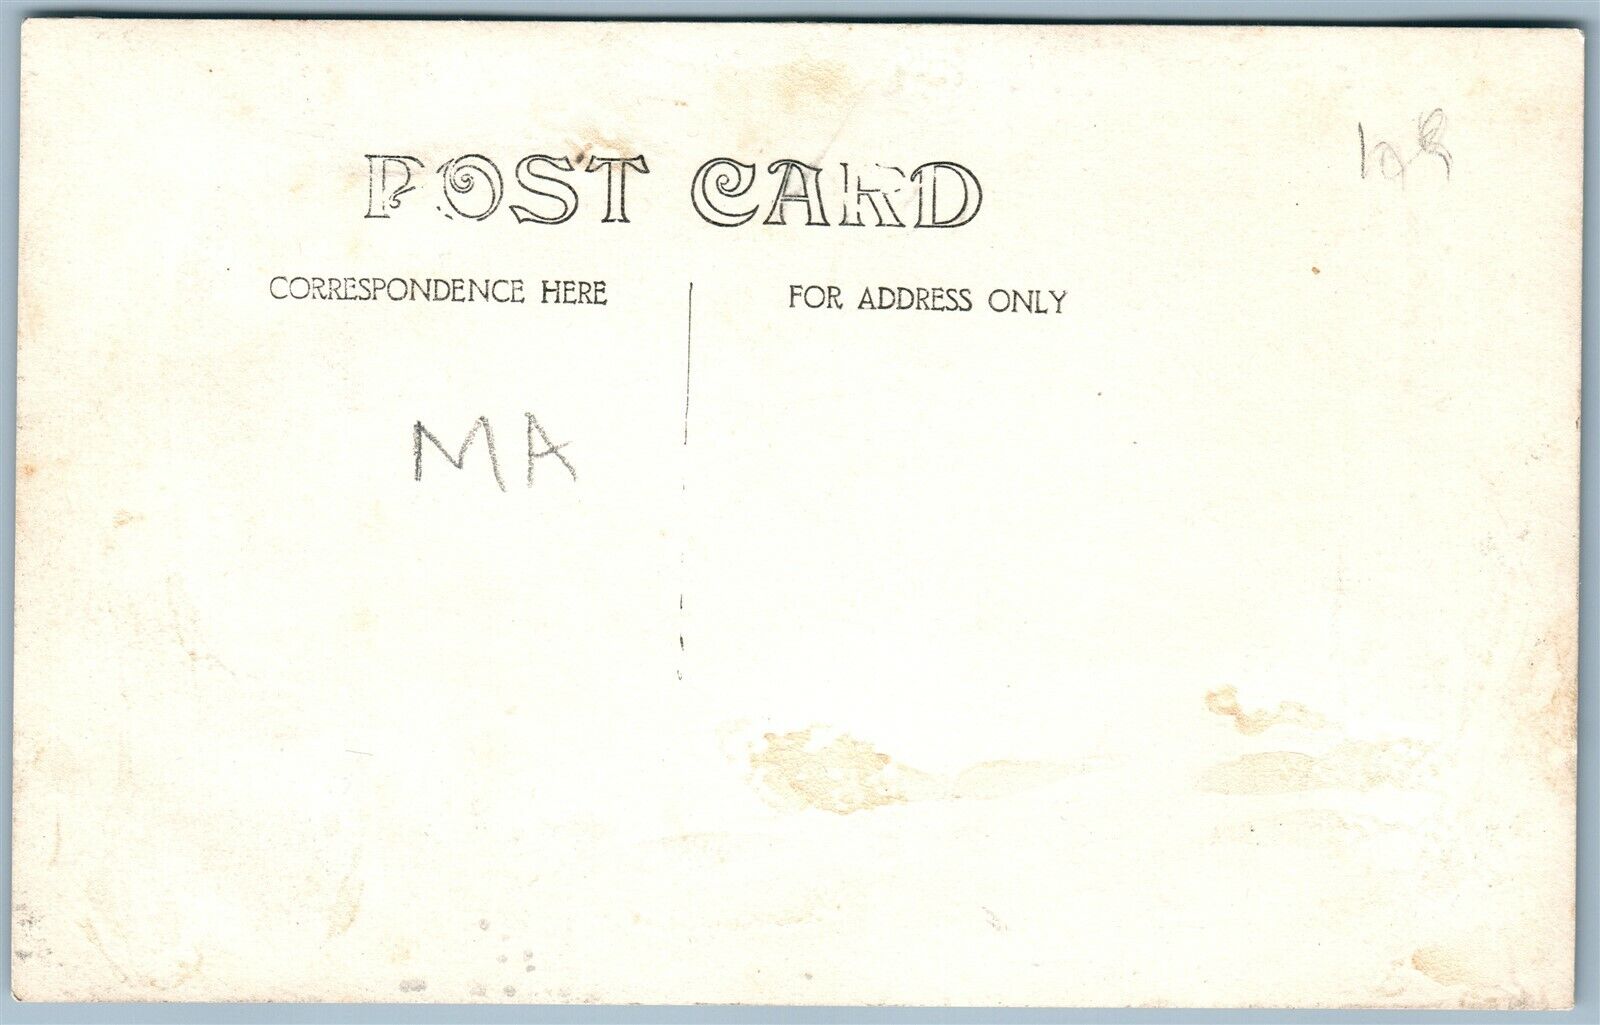 POST CARD
CORRESPONDENCE HERE
FOR ADDRESS ONLY
MA